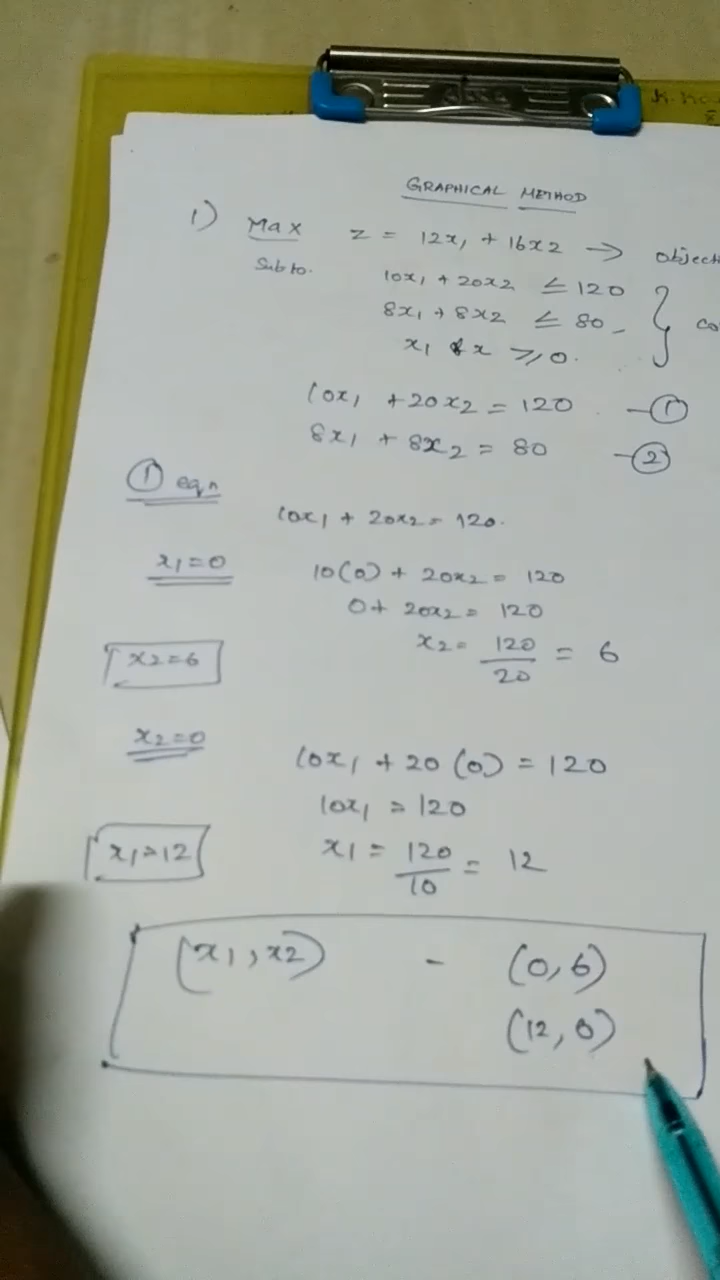 GRAPHICAL METHOD
1) Max z = 12x1 + 16x2 → object
Sub to. 10x1 + 20x2 ≤ 120
8x1 + 8x2 ≤ 80
co
x1 & x ≥ 0.
10x1 + 20x2 = 120 - ①
8x1 + 8x2 = 80 - ②
① eqn
10x1 + 20x2 = 120.
x1=0 10(0) + 20x2 = 120
0 + 20x2 = 120
x2 = 120/20 = 6
x2=6
x2=0
10x1 + 20(0) = 120
10x1 = 120
x1=12 x1 = 120/10 = 12
(x1, x2) - (0,6)
(12,0)